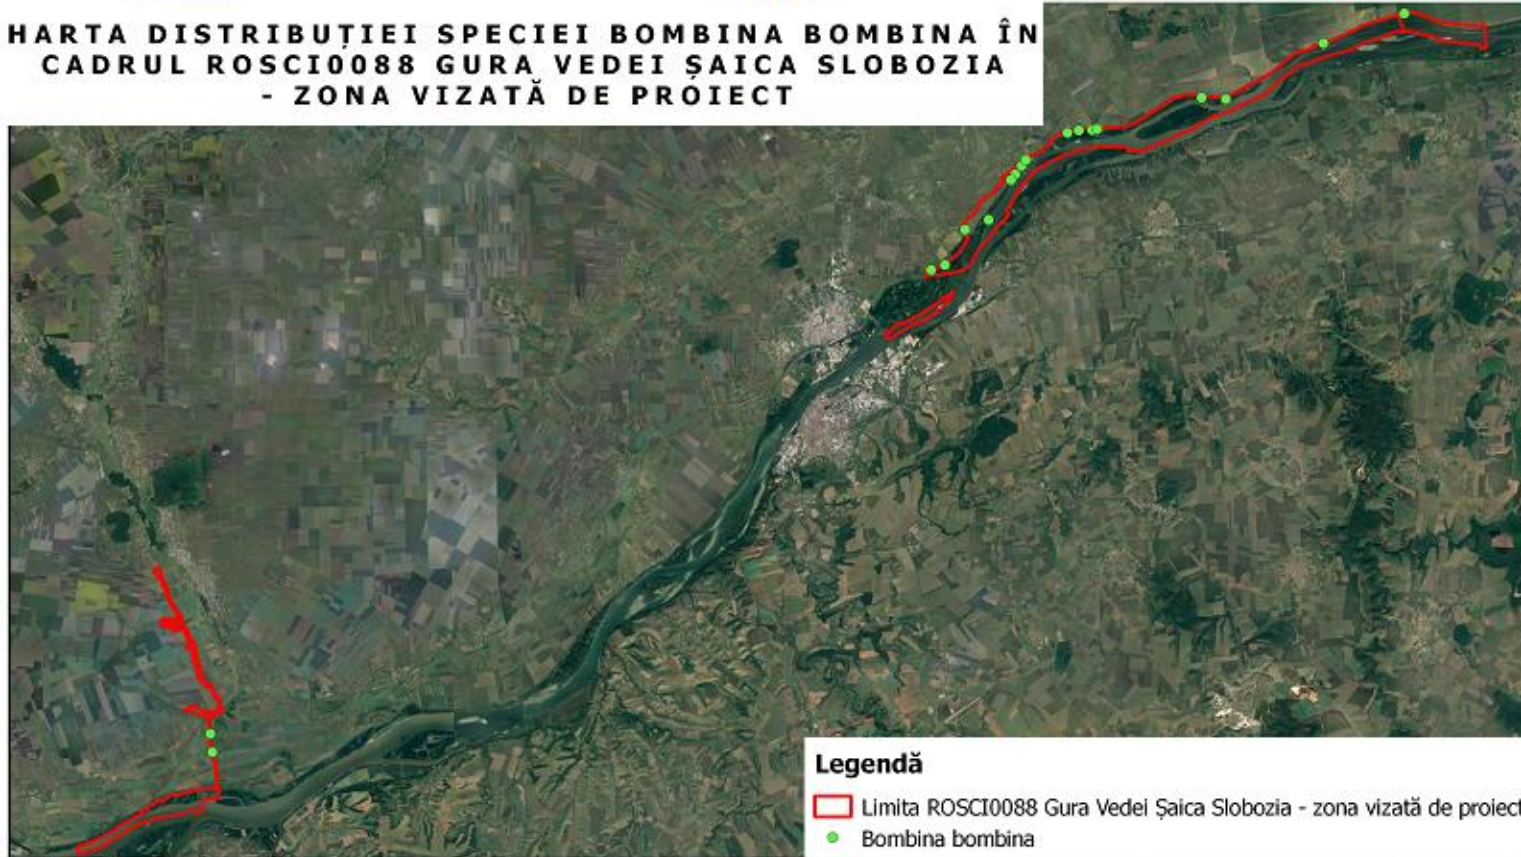 HARTA DISTRIBUȚIEI SPECIEI BOMBINA BOMBINA ÎN
CADRUL ROSCI0088 GURA VEDEI ȘAICA SLOBOZIA
- ZONA VIZATĂ DE PROIECT
Legendă
Limita ROSCI0088 Gura Vedei Șaica Slobozia - zona vizată de proiect
Bombina bombina